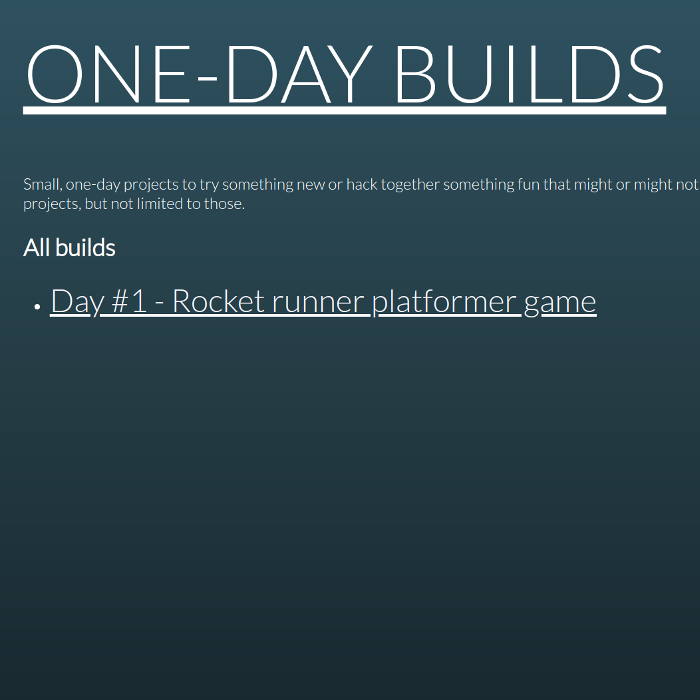 ONE-DAY BUILDS
Small, one-day projects to try something new or hack together something fun that might or might not
projects, but not limited to those.
All builds
Day #1 - Rocket runner platformer game